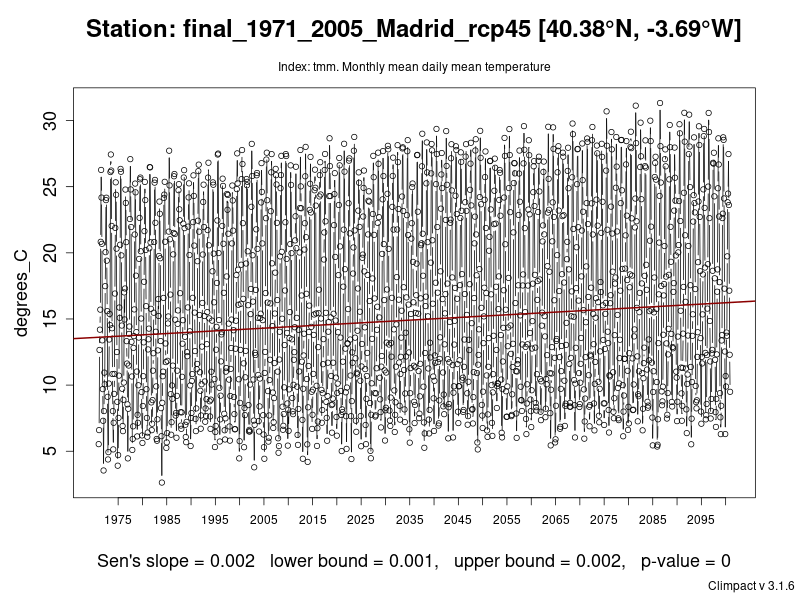 Station: final_1971_2005_Madrid_rcp45 [40.38°N, -3.69°W]
Index: tmm. Monthly mean daily mean temperature
degrees_C
30
25
20
15
10
5
1975 1985 1995 2005 2015 2025 2035 2045 2055 2065 2075 2085 2095
Sen's slope = 0.002 lower bound = 0.001, upper bound = 0.002, p-value = 0
Climpact v 3.1.6